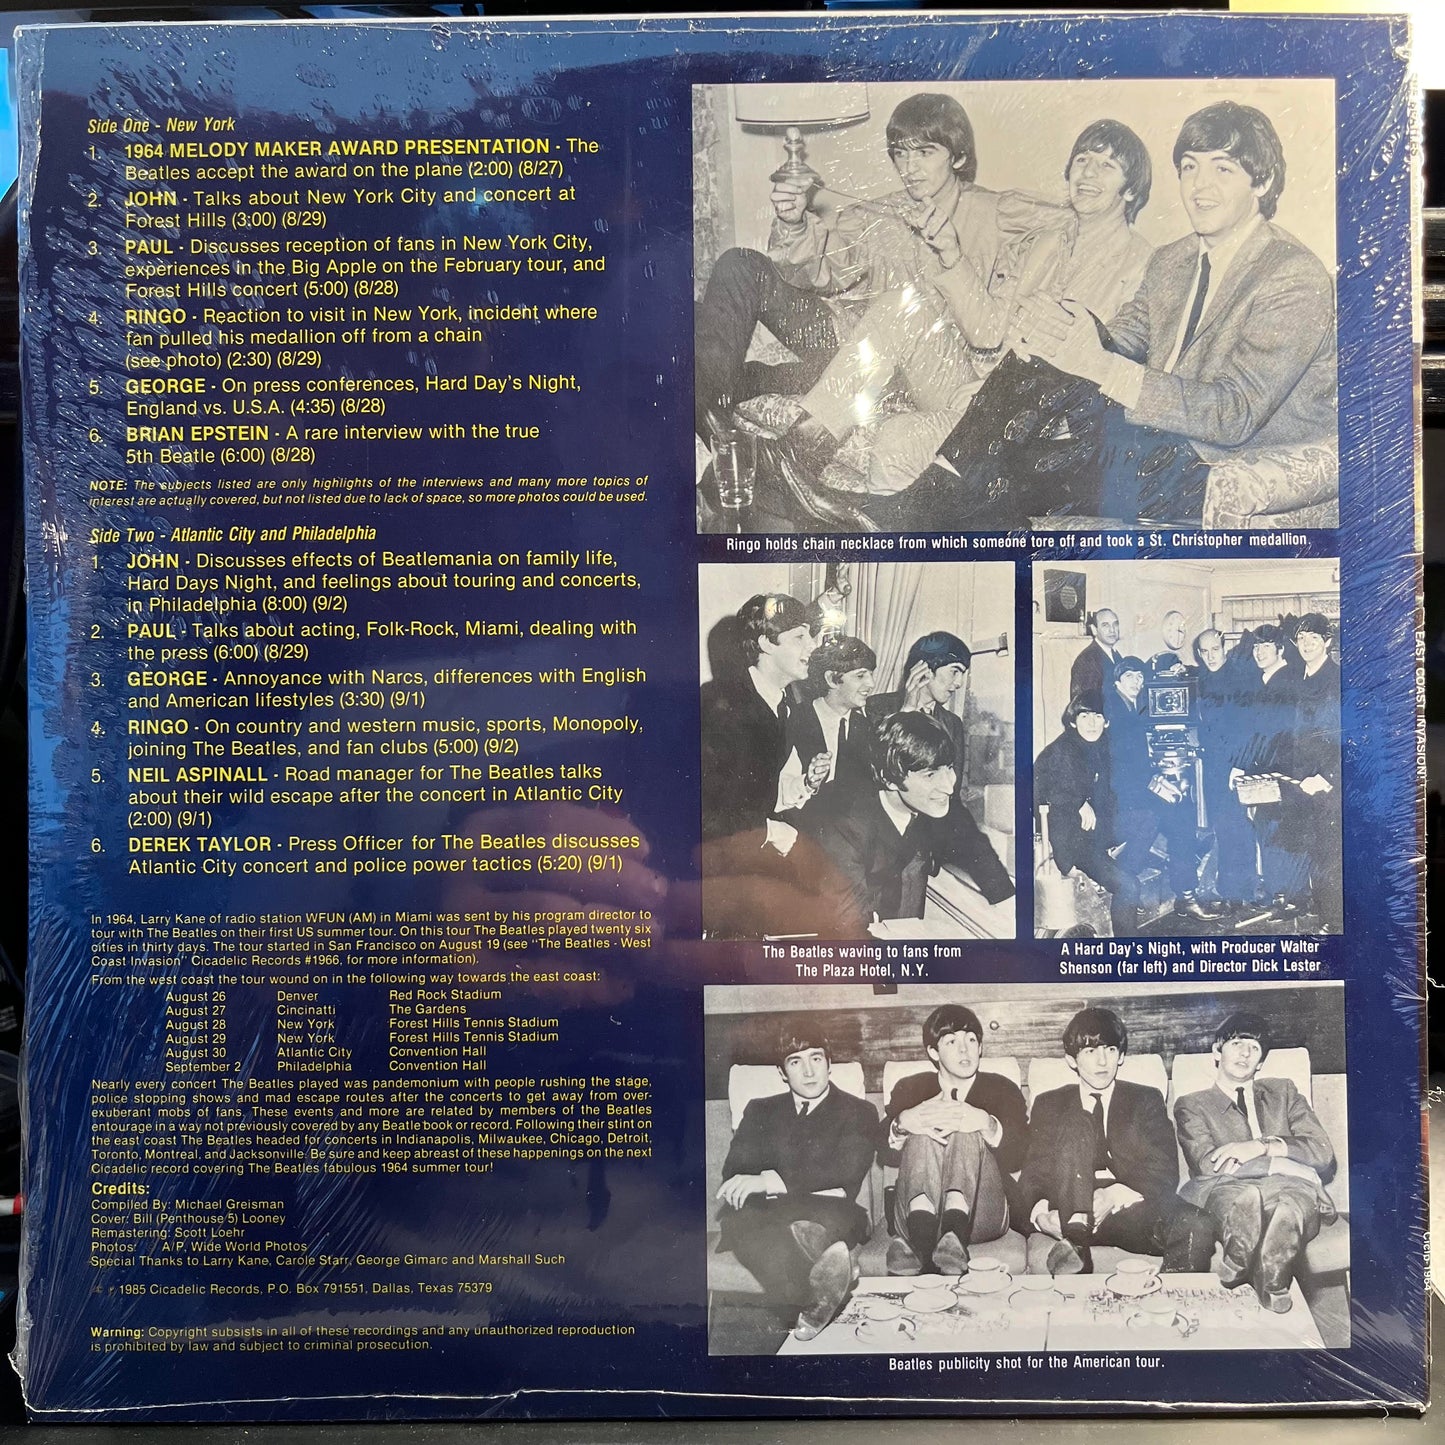 Side One - New York
1. 1964 MELODY MAKER AWARD PRESENTATION - The
Beatles accept the award on the plane (2:00) (8/27)
2. JOHN - Talks about New York City and concert at
Forest Hills (3:00) (8/29)
3. PAUL - Discusses reception of fans in New York City,
experiences in the Big Apple on the February tour, and
Forest Hills concert (5:00) (8/28)
4. RINGO - Reaction to visit in New York, incident where
fan pulled his medallion off from a chain
(see photo) (2:30) (8/29)
5. GEORGE - On press conferences, Hard Day's Night,
England vs. U.S.A. (4:35) (8/28)
6. BRIAN EPSTEIN - A rare interview with the true
5th Beatle (6:00) (8/28)
NOTE: The subjects listed are only highlights of the interviews and many more topics of
interest are actually covered, but not listed due to lack of space, so more photos could be used.
Side Two - Atlantic City and Philadelphia
1. JOHN - Discusses effects of Beatlemania on family life,
Hard Days Night, and feelings about touring and concerts,
in Philadelphia (8:00) (9/2)
2. PAUL - Talks about acting, Folk-Rock, Miami, dealing with
the press (6:00) (8/29)
3. GEORGE - Annoyance with Narcs, differences with English
and American lifestyles (3:30) (9/1)
4. RINGO - On country and western music, sports, Monopoly,
joining The Beatles, and fan clubs (5:00) (9/2)
5. NEIL ASPINALL - Road manager for The Beatles talks
about their wild escape after the concert in Atlantic City
(2:00) (9/1)
6. DEREK TAYLOR - Press Officer for The Beatles discusses
Atlantic City concert and police power tactics (5:20) (9/1)
In 1964, Larry Kane of radio station WFUN (AM) in Miami was sent by his program director to
tour with The Beatles on their first US summer tour. On this tour The Beatles played twenty six
cities in thirty days. The tour started in San Francisco on August 19 (see "The Beatles - West
Coast Invasion" Cicadelic Records #1966, for more information).
From the west coast the tour wound on in the following way towards the east coast:
August 26 Denver Red Rock Stadium
August 27 Cincinatti The Gardens
August 28 New York Forest Hills Tennis Stadium
August 29 New York Forest Hills Tennis Stadium
August 30 Atlantic City Convention Hall
September 2 Philadelphia Convention Hall
Nearly every concert The Beatles played was pandemonium with people rushing the stage,
police stopping shows and mad escape routes after the concerts to get away from over-
exuberant mobs of fans. These events and more are related by members of the Beatles
entourage in a way not previously covered by any Beatle book or record. Following their stint on
the east coast The Beatles headed for concerts in Indianapolis, Milwaukee, Chicago, Detroit,
Toronto, Montreal, and Jacksonville. Be sure and keep abreast of these happenings on the next
Cicadelic record covering The Beatles fabulous 1964 summer tour!
Credits:
Compiled By: Michael Greisman
Cover: Bill (Penthouse 5) Looney
Remastering: Scott Loehr
Photos: A/P, Wide World Photos
Special Thanks to Larry Kane, Carole Starr, George Gimarc and Marshall Such
© ℗ 1985 Cicadelic Records, P.O. Box 791551, Dallas, Texas 75379
Warning: Copyright subsists in all of these recordings and any unauthorized reproduction
is prohibited by law and subject to criminal prosecution.
Ringo holds chain necklace from which someone tore off and took a St. Christopher medallion.
The Beatles waving to fans from
The Plaza Hotel, N.Y.
A Hard Day's Night, with Producer Walter
Shenson (far left) and Director Dick Lester
Beatles publicity shot for the American tour.
EAST COAST INVASION!